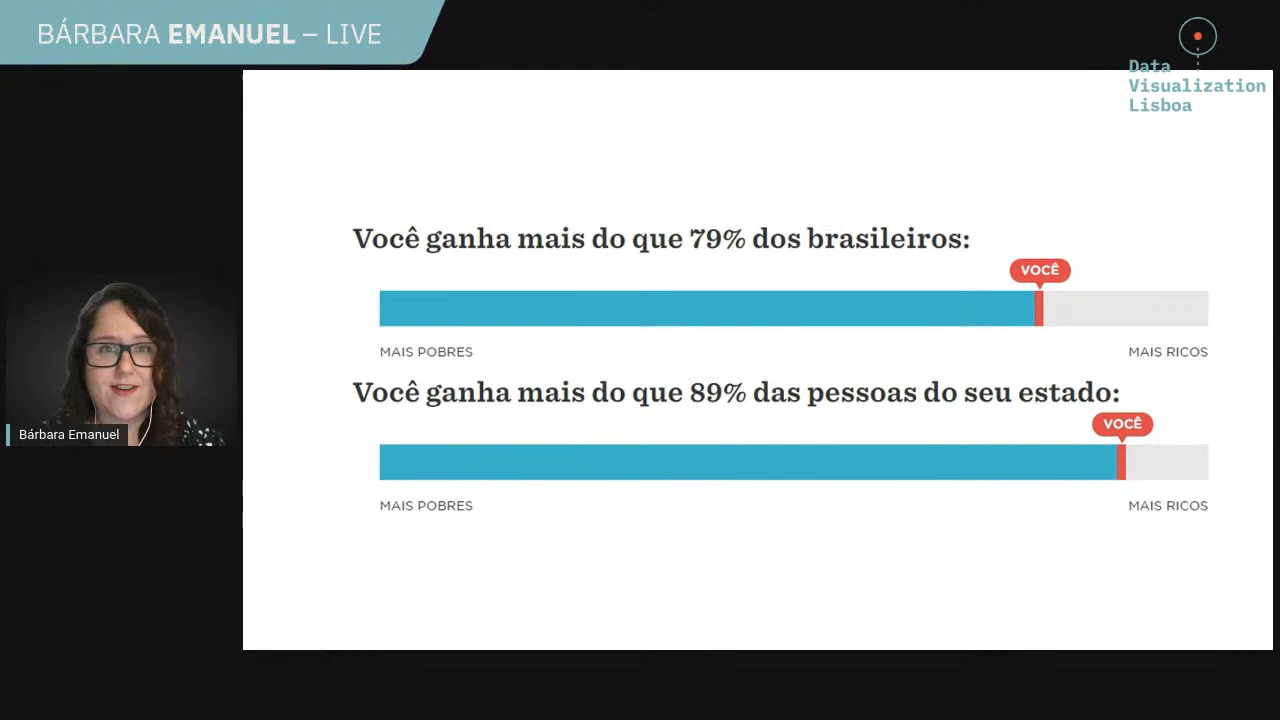 BÁRBARA EMANUEL – LIVE
Data
Visualization
Lisboa
Você ganha mais do que 79% dos brasileiros:
VOCÊ
MAIS POBRES
MAIS RICOS
Você ganha mais do que 89% das pessoas do seu estado:
VOCÊ
MAIS POBRES
MAIS RICOS
Bárbara Emanuel